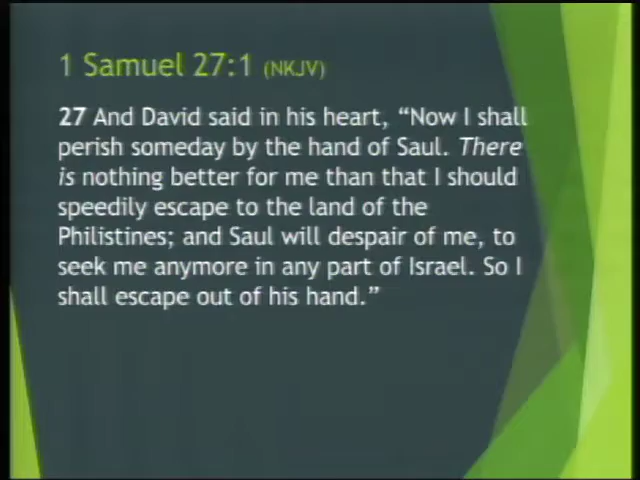 1 Samuel 27:1 (NKJV)
27 And David said in his heart, “Now I shall
perish someday by the hand of Saul. There
is nothing better for me than that I should
speedily escape to the land of the
Philistines; and Saul will despair of me, to
seek me anymore in any part of Israel. So I
shall escape out of his hand.”